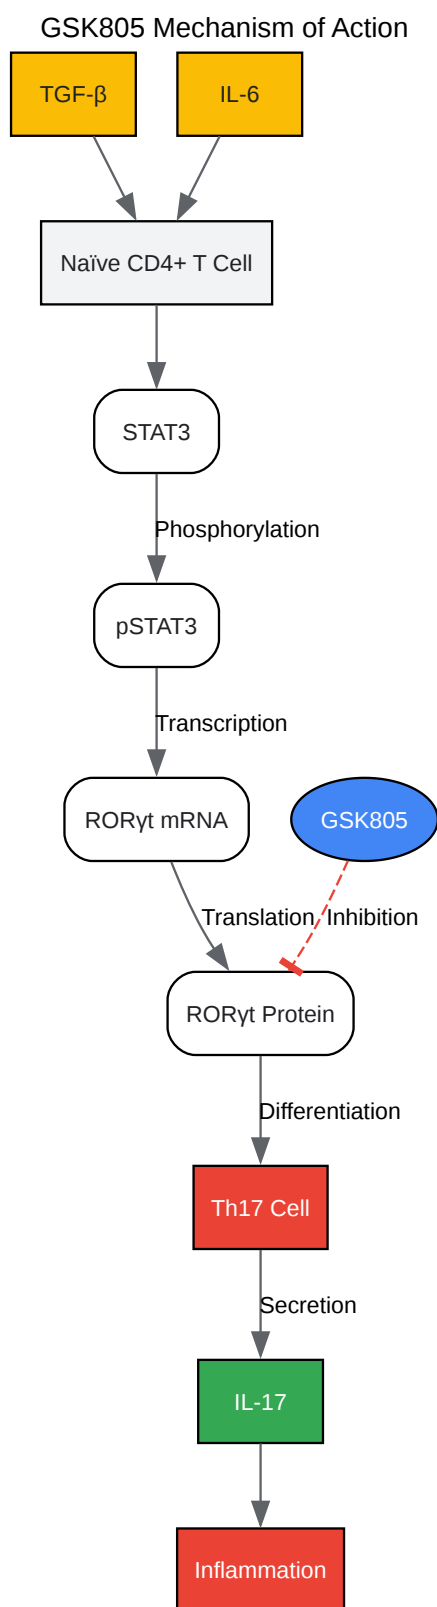 GSK805 Mechanism of Action
TGF-β
IL-6
Naïve CD4+ T Cell
STAT3
Phosphorylation
pSTAT3
Transcription
RORγt mRNA
GSK805
Translation
Inhibition
RORγt Protein
Differentiation
Th17 Cell
Secretion
IL-17
Inflammation